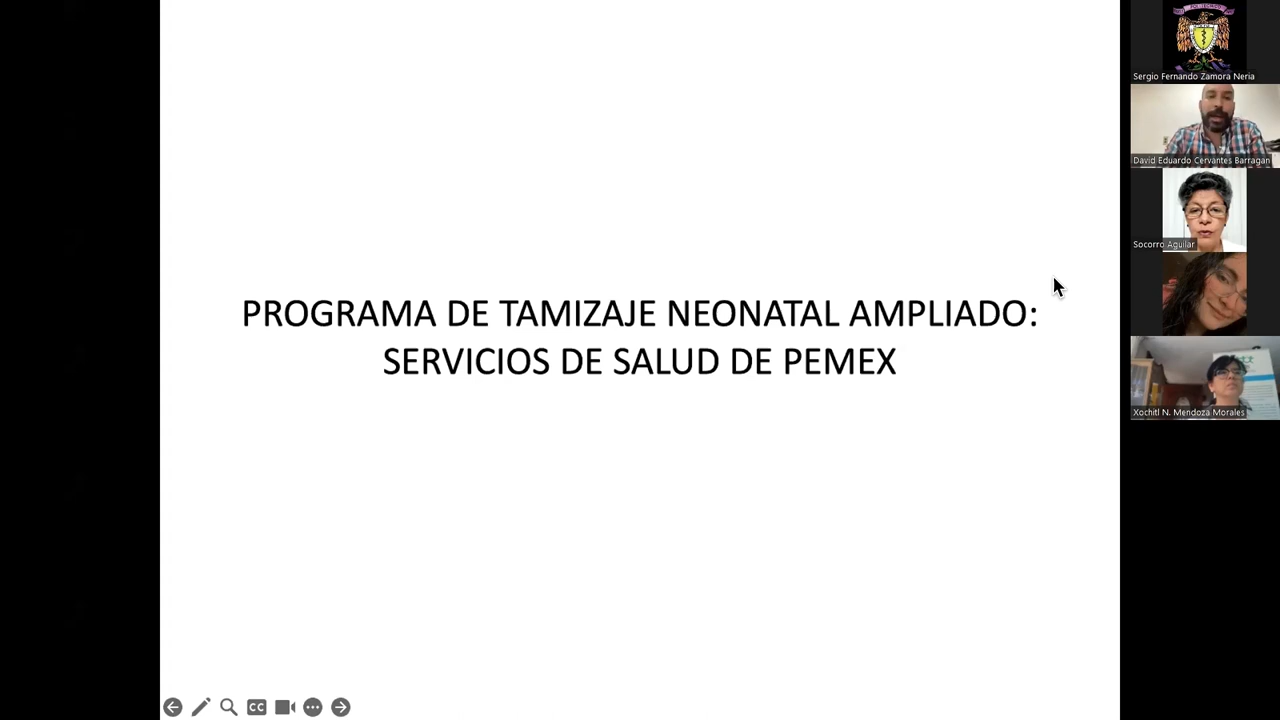 PROGRAMA DE TAMIZAJE NEONATAL AMPLIADO:
SERVICIOS DE SALUD DE PEMEX
Sergio Fernando Zamora Neria
David Eduardo Cervantes Barragan
Socorro Aguilar
Xochitl N. Mendoza Morales
CC